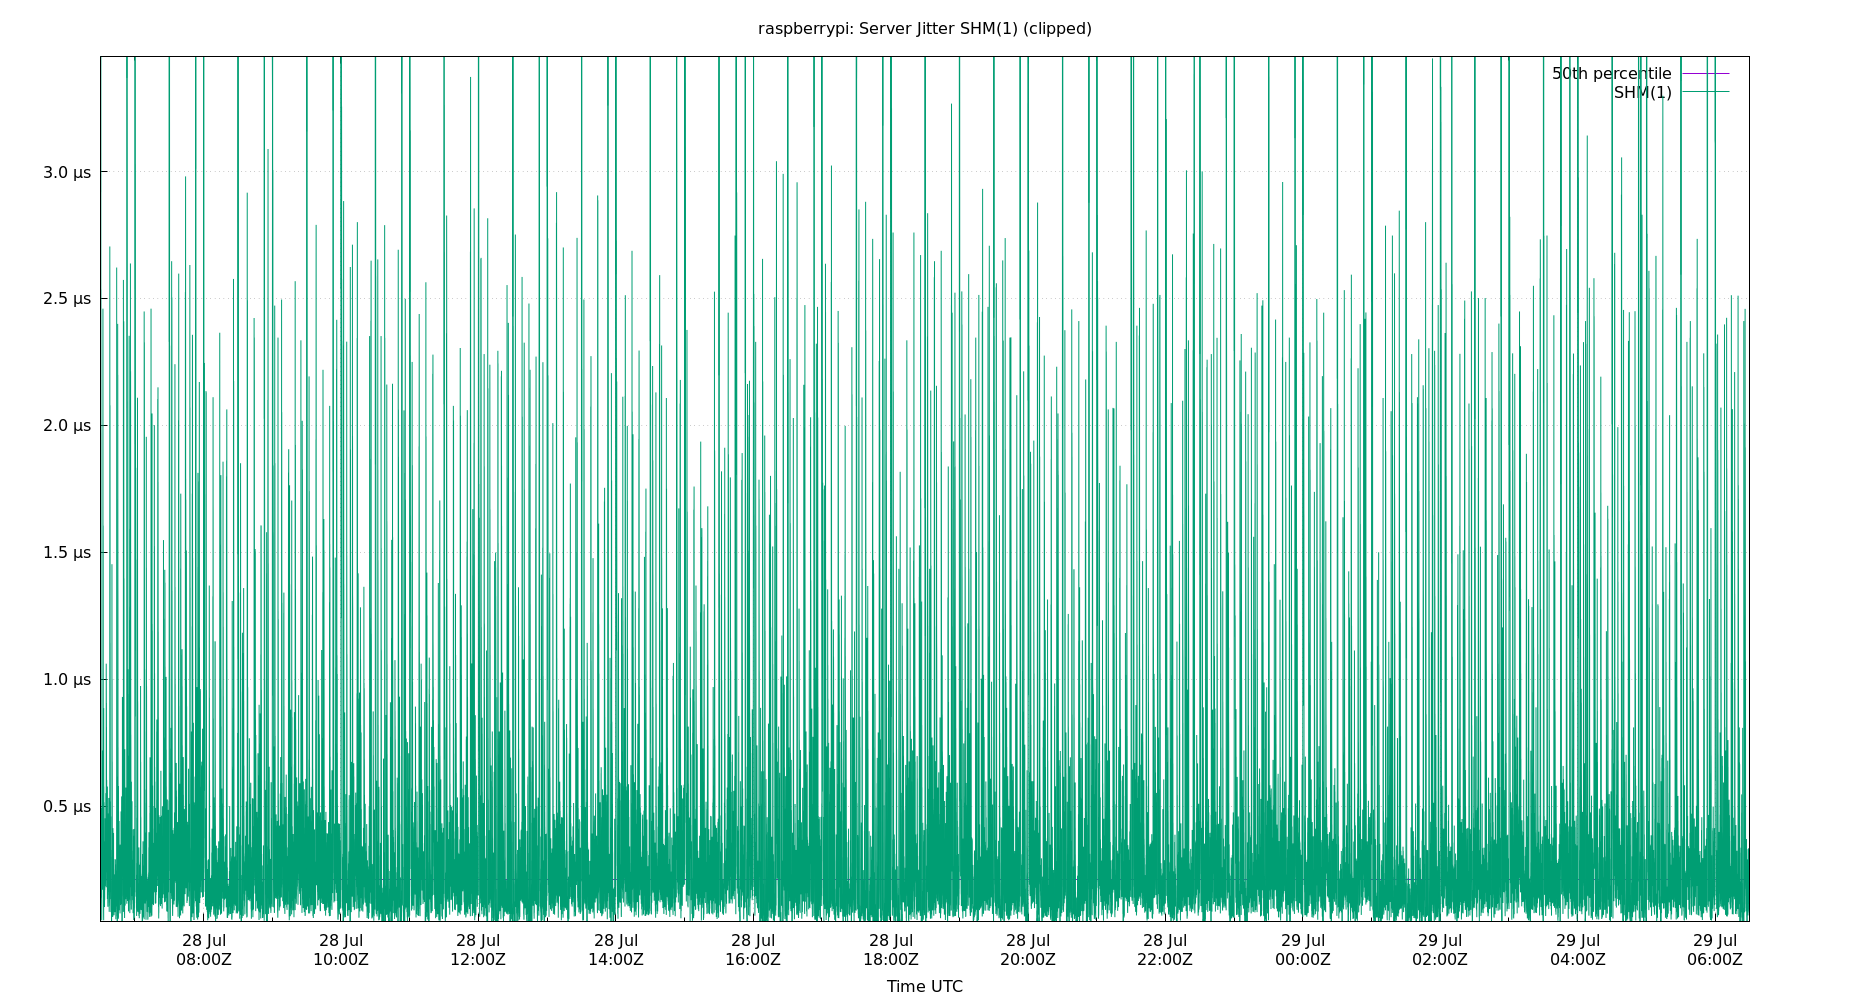 raspberrypi: Server Jitter SHM(1) (clipped)
50th percentile
SHM(1)
3.0 µs
2.5 µs
2.0 µs
1.5 µs
1.0 µs
0.5 µs
28 Jul 28 Jul 28 Jul 28 Jul 28 Jul 28 Jul 28 Jul 28 Jul 29 Jul 29 Jul 29 Jul 29 Jul
08:00Z 10:00Z 12:00Z 14:00Z 16:00Z 18:00Z 20:00Z 22:00Z 00:00Z 02:00Z 04:00Z 06:00Z
Time UTC